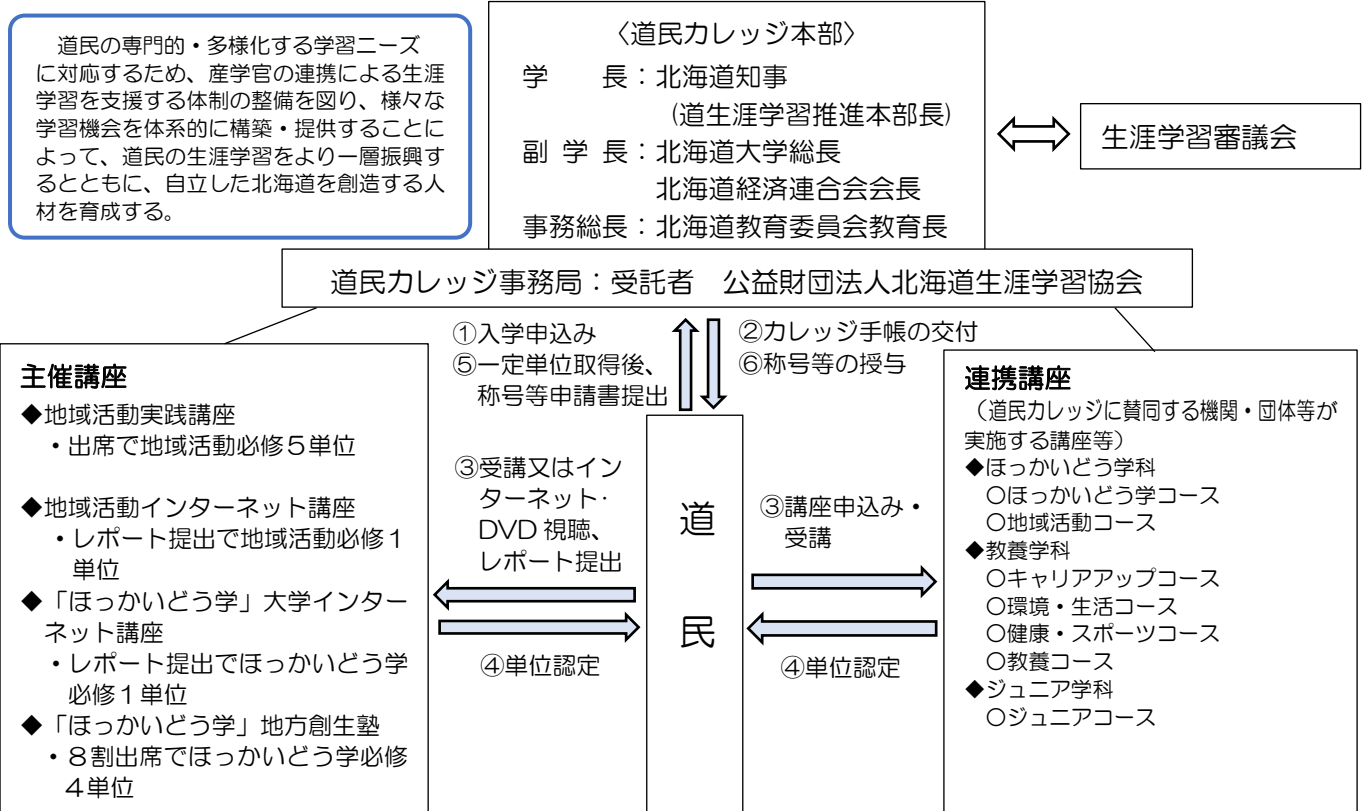 道民の専門的・多様化する学習ニーズ
に対応するため、産学官の連携による生涯
学習を支援する体制の整備を図り、様々な
学習機会を体系的に構築・提供することに
よって、道民の生涯学習をより一層振興す
るとともに、自立した北海道を創造する人
材を育成する。
〈道民カレッジ本部〉
学　　長：北海道知事
(道生涯学習推進本部長)
副 学 長：北海道大学総長
北海道経済連合会会長
事務総長：北海道教育委員会教育長
生涯学習審議会
道民カレッジ事務局：受託者　公益財団法人北海道生涯学習協会
①入学申込み
⑤一定単位取得後、
称号等申請書提出
②カレッジ手帳の交付
⑥称号等の授与
主催講座
◆地域活動実践講座
・出席で地域活動必修５単位
◆地域活動インターネット講座
・レポート提出で地域活動必修１
単位
◆「ほっかいどう学」大学インター
ネット講座
・レポート提出でほっかいどう学
必修１単位
◆「ほっかいどう学」地方創生塾
・８割出席でほっかいどう学必修
４単位
③受講又はイン
ターネット・
DVD 視聴、
レポート提出
④単位認定
道
民
③講座申込み・
受講
④単位認定
連携講座
（道民カレッジに賛同する機関・団体等が
実施する講座等）
◆ほっかいどう学科
○ほっかいどう学コース
○地域活動コース
◆教養学科
○キャリアアップコース
○環境・生活コース
○健康・スポーツコース
○教養コース
◆ジュニア学科
○ジュニアコース